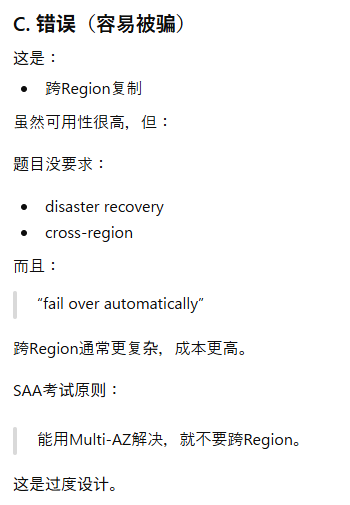 C. 错误（容易被骗）
这是：
跨Region复制
虽然可用性很高，但：
题目没要求：
disaster recovery
cross-region
而且：
“fail over automatically”
跨Region通常更复杂，成本更高。
SAA考试原则：
能用Multi-AZ解决，就不要跨Region。
这是过度设计。